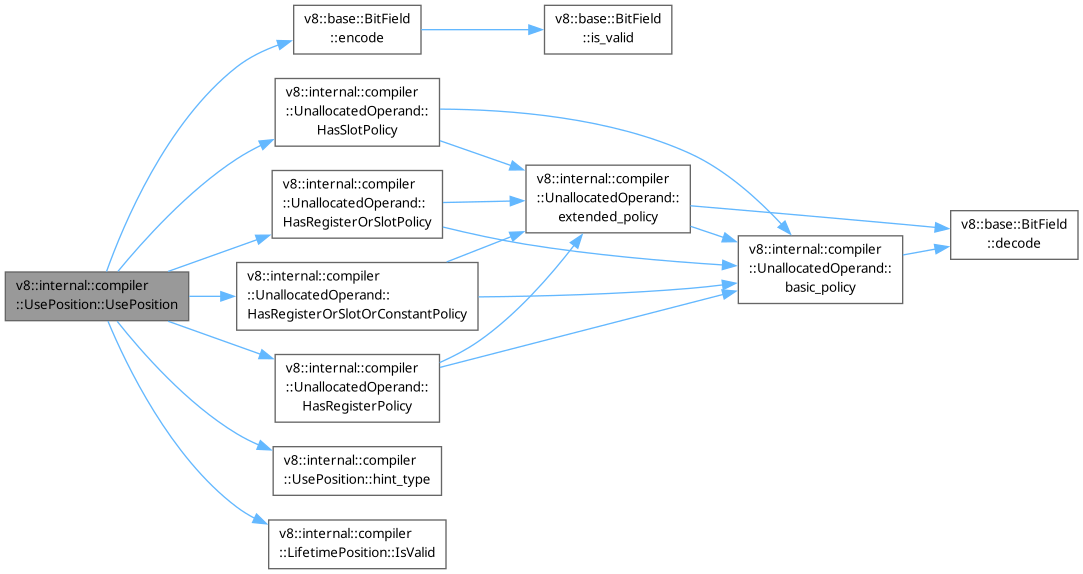 v8::base::BitField
::encode
v8::base::BitField
::is_valid
v8::internal::compiler
::UnallocatedOperand::
HasSlotPolicy
v8::internal::compiler
::UnallocatedOperand::
extended_policy
v8::internal::compiler
::UnallocatedOperand::
HasRegisterOrSlotPolicy
v8::base::BitField
::decode
v8::internal::compiler
::UnallocatedOperand::
basic_policy
v8::internal::compiler
::UsePosition::UsePosition
v8::internal::compiler
::UnallocatedOperand::
HasRegisterOrSlotOrConstantPolicy
v8::internal::compiler
::UnallocatedOperand::
HasRegisterPolicy
v8::internal::compiler
::UsePosition::hint_type
v8::internal::compiler
::LifetimePosition::IsValid